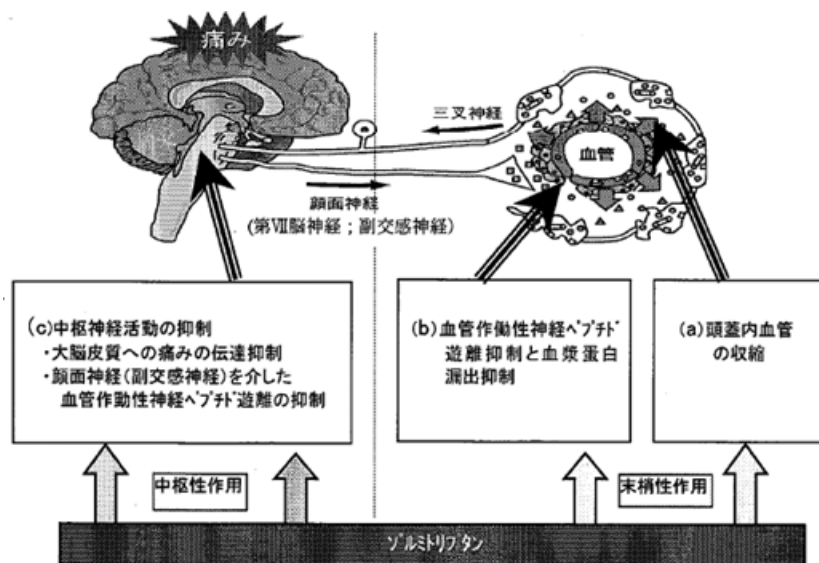 痛み
三叉神経
血管
顔面神経
(第Ⅶ脳神経;副交感神経)
(c)中枢神経活動の抑制
・大脳皮質への痛みの伝達抑制
・顔面神経(副交感神経)を介した
血管作動性神経ペプチド遊離の抑制
(b)血管作働性神経ペプチド
遊離抑制と血漿蛋白
漏出抑制
(a)頭蓋内血管
の収縮
中枢性作用
末梢性作用
ゾルミトリプタン